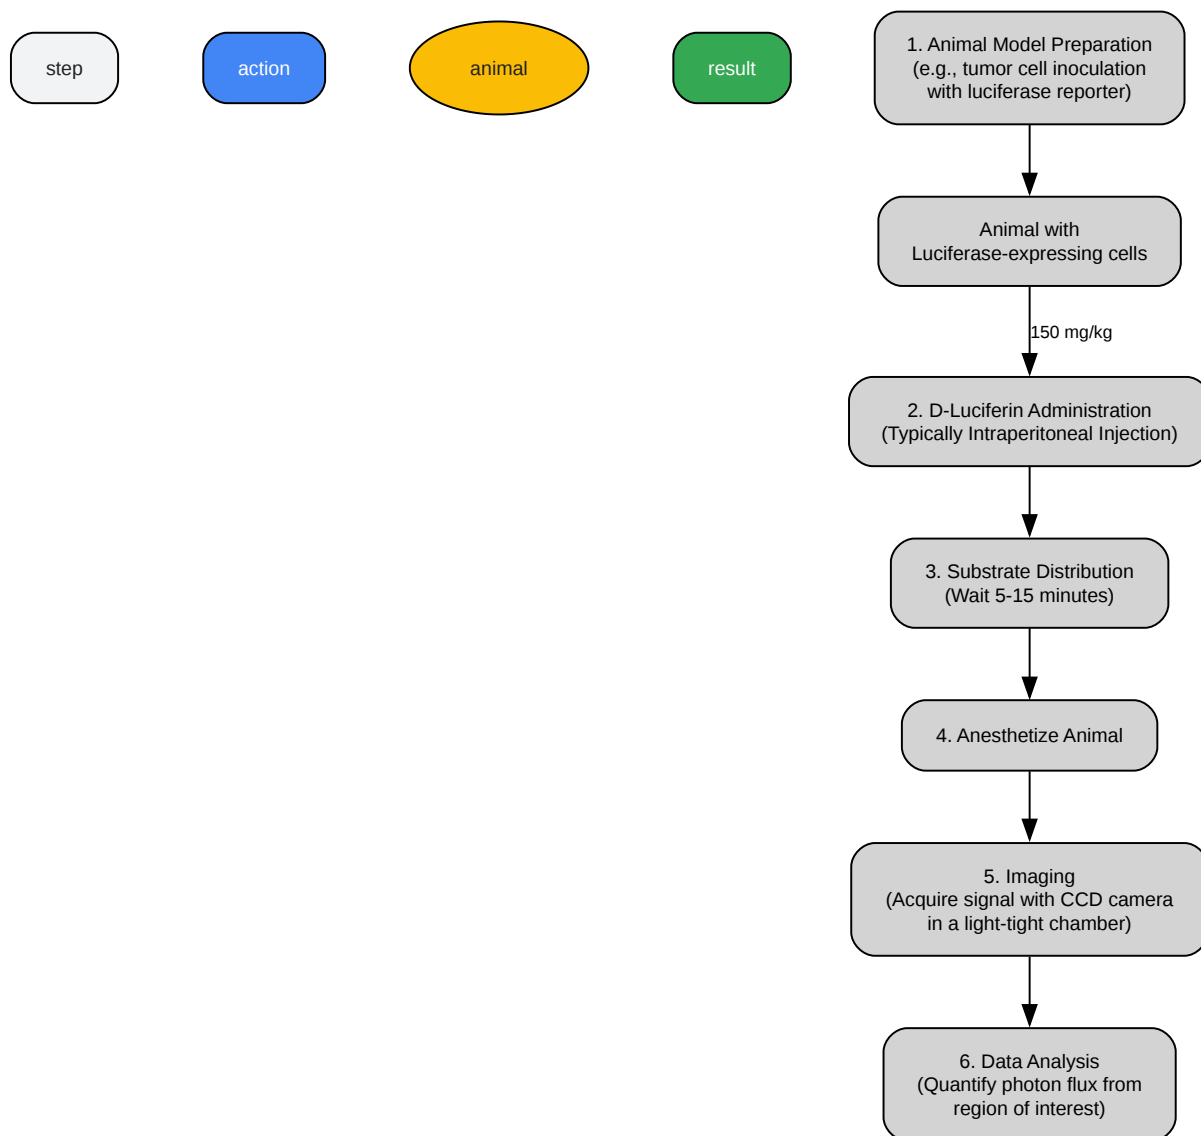 step
action
animal
result
1. Animal Model Preparation
(e.g., tumor cell inoculation
with luciferase reporter)
Animal with
Luciferase-expressing cells
150 mg/kg
2. D-Luciferin Administration
(Typically Intraperitoneal Injection)
3. Substrate Distribution
(Wait 5-15 minutes)
4. Anesthetize Animal
5. Imaging
(Acquire signal with CCD camera
in a light-tight chamber)
6. Data Analysis
(Quantify photon flux from
region of interest)